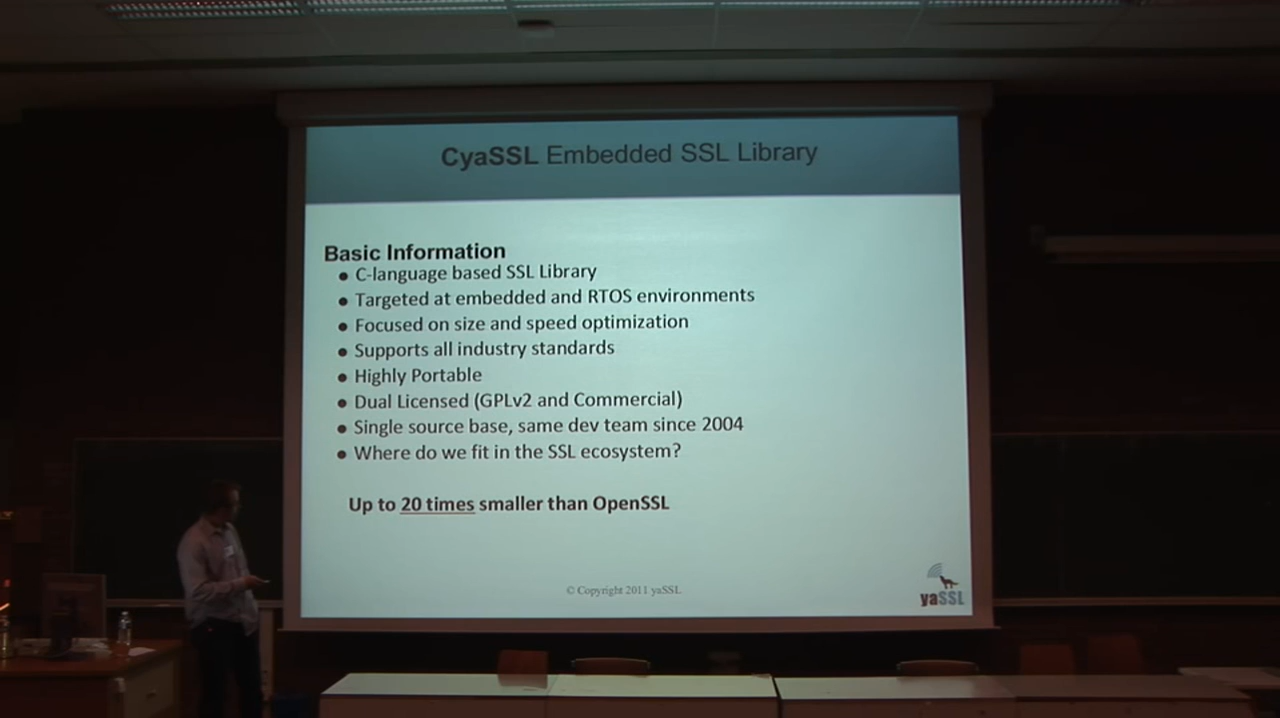 CyaSSL Embedded SSL Library
Basic Information
● C-language based SSL Library
● Targeted at embedded and RTOS environments
● Focused on size and speed optimization
● Supports all industry standards
● Highly Portable
● Dual Licensed (GPLv2 and Commercial)
● Single source base, same dev team since 2004
● Where do we fit in the SSL ecosystem?
Up to 20 times smaller than OpenSSL
© Copyright 2011 yaSSL
yaSSL